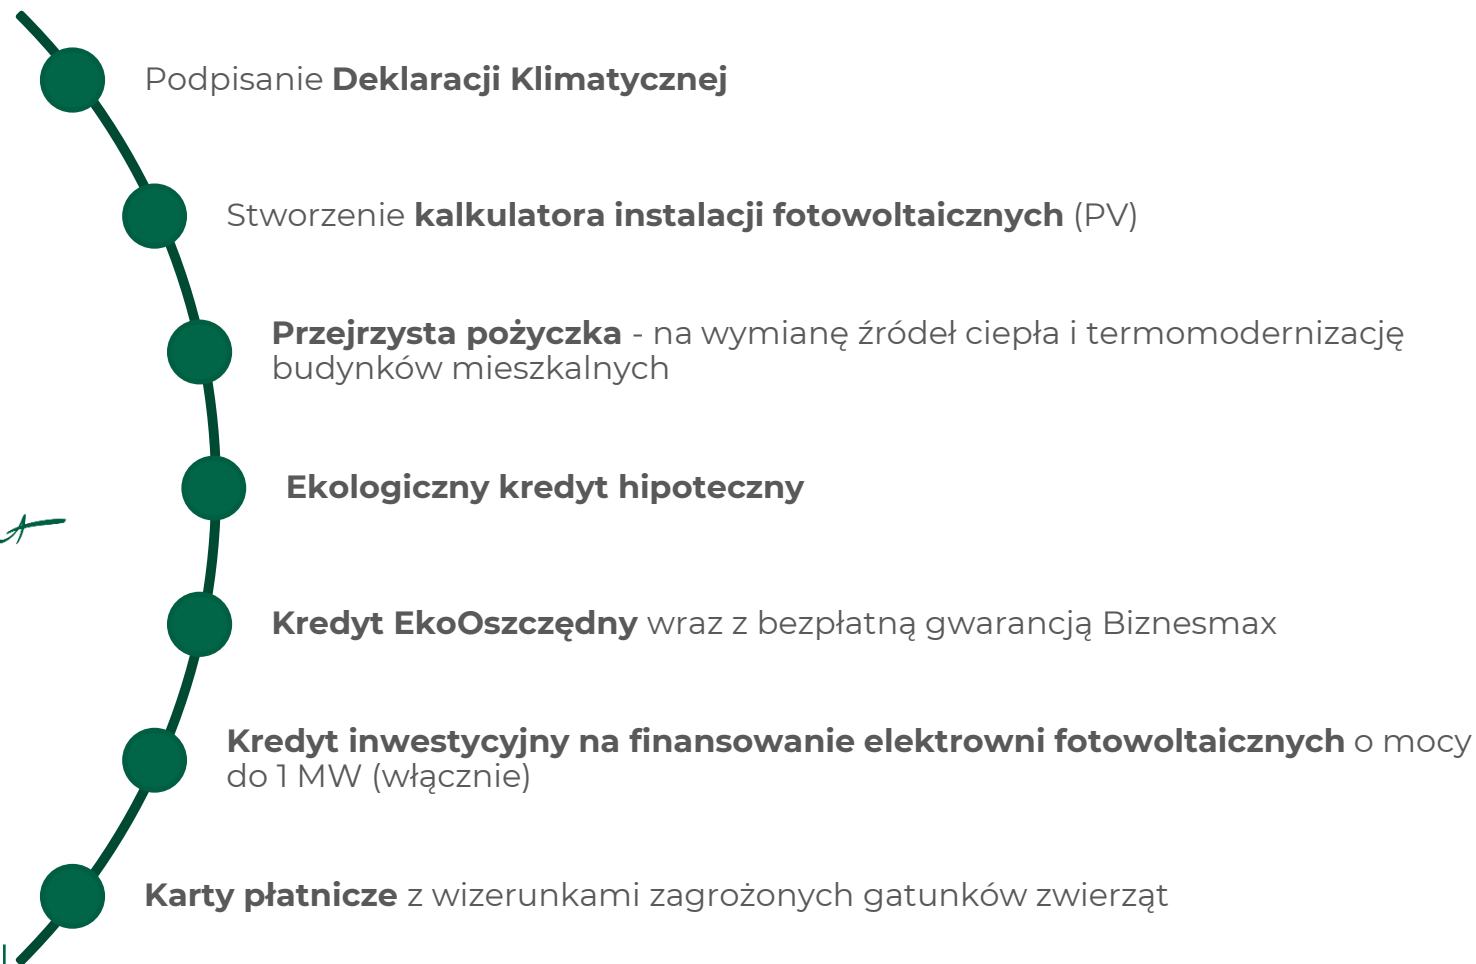 Podpisanie Deklaracji Klimatycznej
Stworzenie kalkulatora instalacji fotowoltaicznych (PV)
Przejrzysta pożyczka - na wymianę źródeł ciepła i termomodernizację
budynków mieszkalnych
Ekologiczny kredyt hipoteczny
Kredyt EkoOszczędny wraz z bezpłatną gwarancją Biznesmax
Kredyt inwestycyjny na finansowanie elektrowni fotowoltaicznych o mocy
do 1 MW (włącznie)
Karty płatnicze z wizerunkami zagrożonych gatunków zwierząt